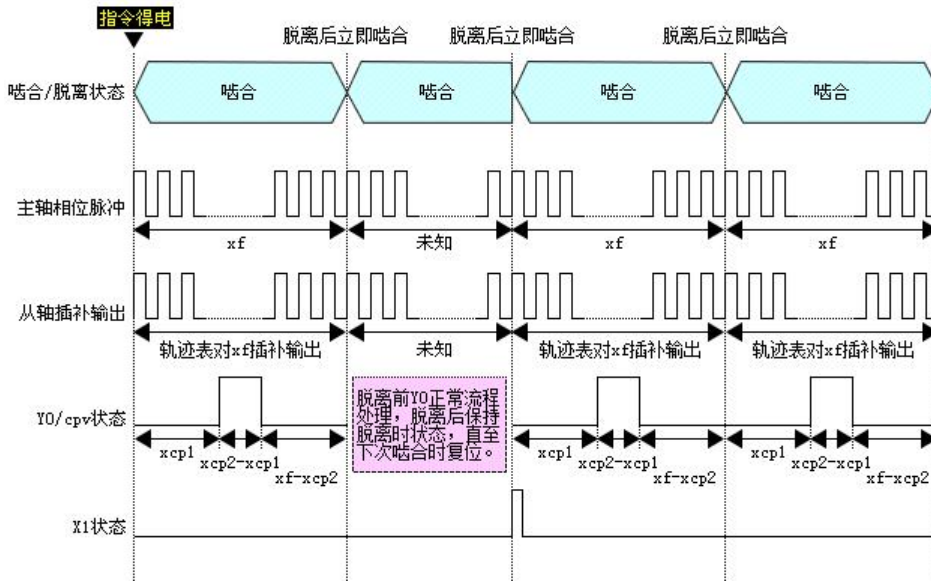 指令得电
脱离后立即啮合 脱离后立即啮合 脱离后立即啮合
啮合/脱离状态 啮合 啮合 啮合 啮合
主轴相位脉冲
xf 未知 xf xf
从轴插补输出
轨迹表对xf插补输出 未知 轨迹表对xf插补输出 轨迹表对xf插补输出
Y0/cpv状态
脱离前Y0正常流程
处理，脱离后保持
脱离时状态，直至
下次啮合时复位。
xcp1 xcp1 xcp1
xcp2-xcp1 xcp2-xcp1 xcp2-xcp1
xf-xcp2 xf-xcp2 xf-xcp2
X1状态